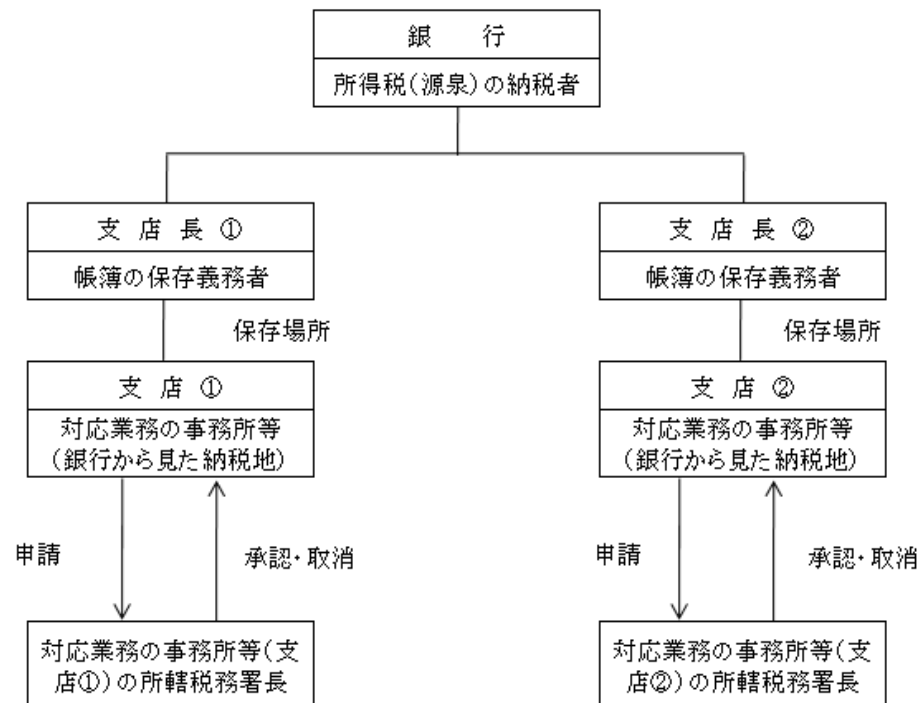 銀　　行
所得税(源泉)の納税者
支 店 長 ①
帳簿の保存義務者
支 店 長 ②
帳簿の保存義務者
保存場所
保存場所
支　店 ①
対応業務の事務所等
(銀行から見た納税地)
支　店 ②
対応業務の事務所等
(銀行から見た納税地)
申請
承認・取消
申請
承認・取消
対応業務の事務所等(支
店①)の所轄税務署長
対応業務の事務所等(支
店②)の所轄税務署長